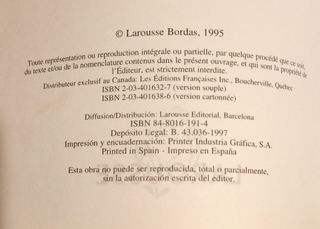 © Larousse Bordas, 1995
Toute représentation ou reproduction intégrale ou partielle, par quelque procédé que ce soit,
du texte et/ou de la nomenclature contenus dans le présent ouvrage, et qui sont la propriété de
l'Éditeur, est strictement interdite.
Distributeur exclusif au Canada: Les Éditions Françaises Inc., Boucherville, Québec
ISBN 2-03-401632-7 (version souple)
ISBN 2-03-401638-6 (version cartonnée)
Diffusion/Distribución: Larousse Editorial, Barcelona
ISBN 84-8016-191-4
Depósito Legal: B. 43.036-1997
Impresión y encuadernación: Printer Industria Gráfica, S.A.
Printed in Spain - Impreso en España
Esta obra no puede ser reproducida, total o parcialmente,
sin la autorización escrita del editor.